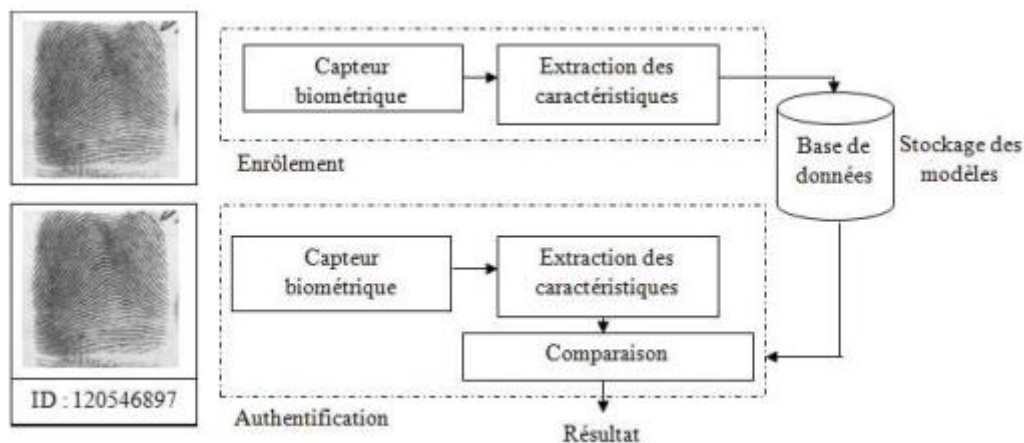 Capteur
biométrique
Extraction des
caractéristiques
Enrôlement
Base de
données
Stockage des
modèles
Capteur
biométrique
Extraction des
caractéristiques
Comparaison
ID : 120546897
Authentification
Résultat